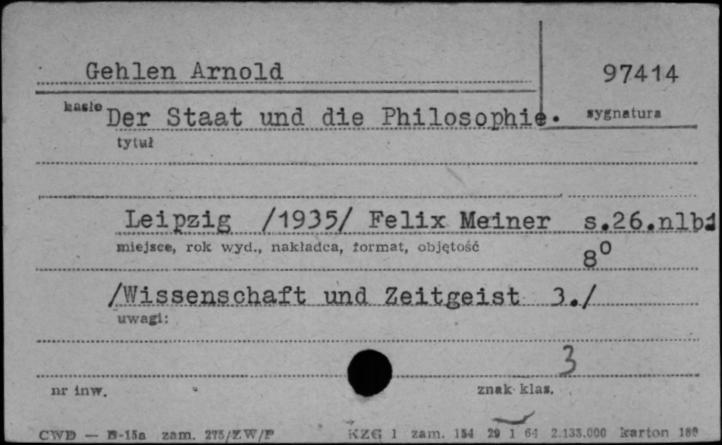 Gehlen Arnold 97414
hasło sygnatura
Der Staat und die Philosophie.
tytuł
Leipzig /1935/ Felix Meiner s.26.nlbd
miejsce, rok wyd., nakładca, format, objętość
8º
/Wissenschaft und Zeitgeist 3./
uwagi:
3
nr inw. znak klas.
CWD — B-15a zam. 275/ZW/P KZG 1 zam. 154 29 1 64 2.133.000 karton 180